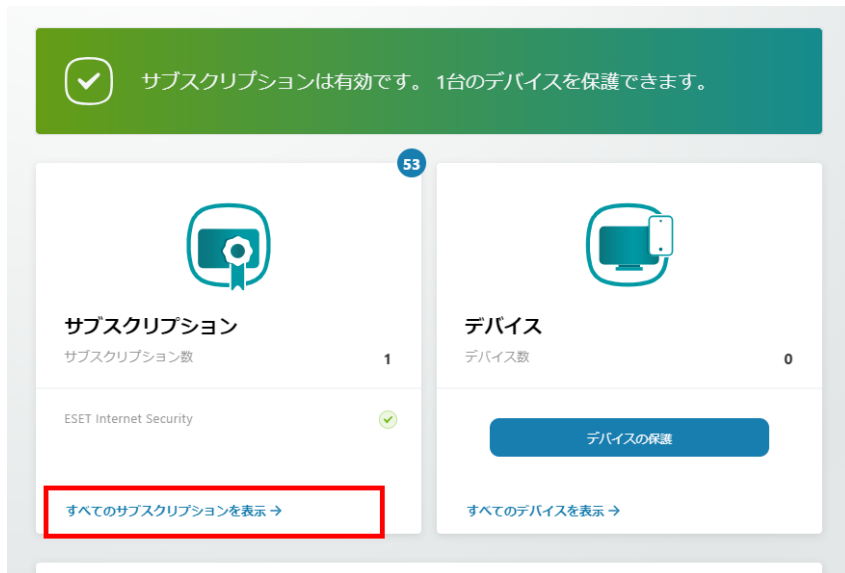 サブスクリプションは有効です。 1台のデバイスを保護できます。
53
サブスクリプション
サブスクリプション数 1
ESET Internet Security
すべてのサブスクリプションを表示 →
デバイス
デバイス数 0
デバイスの保護
すべてのデバイスを表示 →